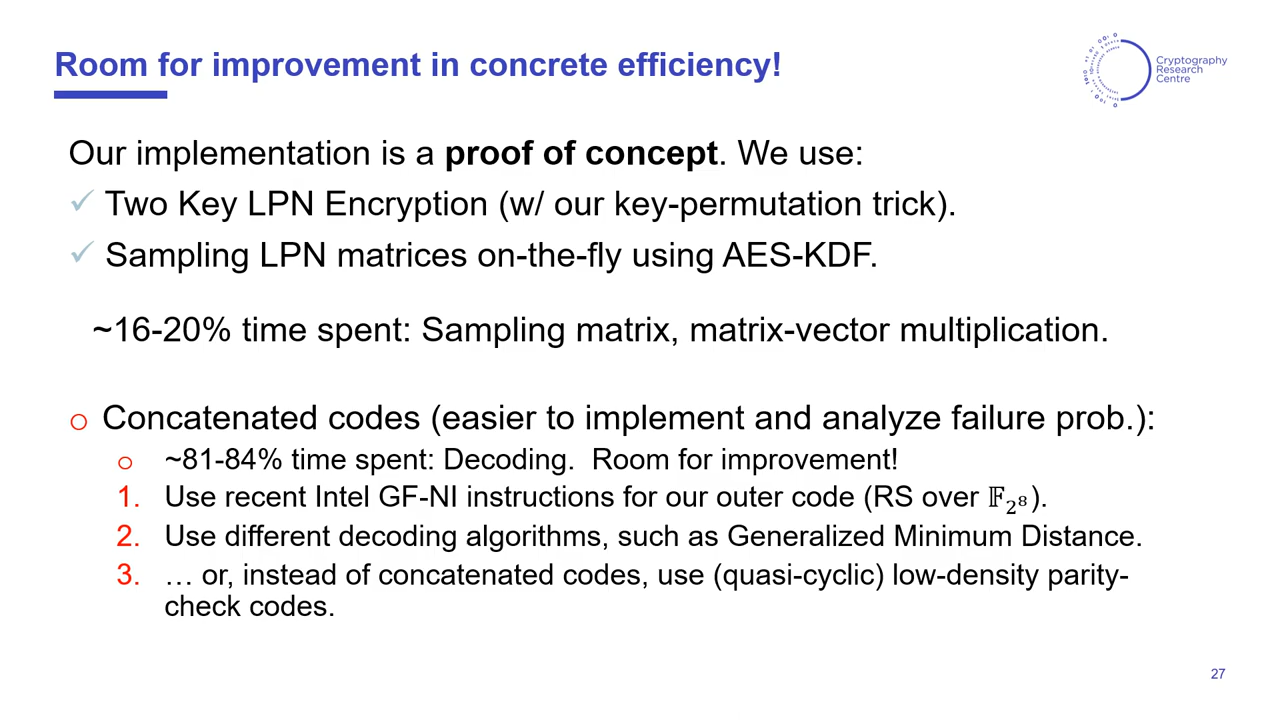 Room for improvement in concrete efficiency!
Cryptography
Research
Centre
Our implementation is a proof of concept. We use:
✓ Two Key LPN Encryption (w/ our key-permutation trick).
✓ Sampling LPN matrices on-the-fly using AES-KDF.
~16-20% time spent: Sampling matrix, matrix-vector multiplication.
o Concatenated codes (easier to implement and analyze failure prob.):
o ~81-84% time spent: Decoding. Room for improvement!
1. Use recent Intel GF-NI instructions for our outer code (RS over 𝔽₂⁸).
2. Use different decoding algorithms, such as Generalized Minimum Distance.
3. … or, instead of concatenated codes, use (quasi-cyclic) low-density parity-
check codes.
27